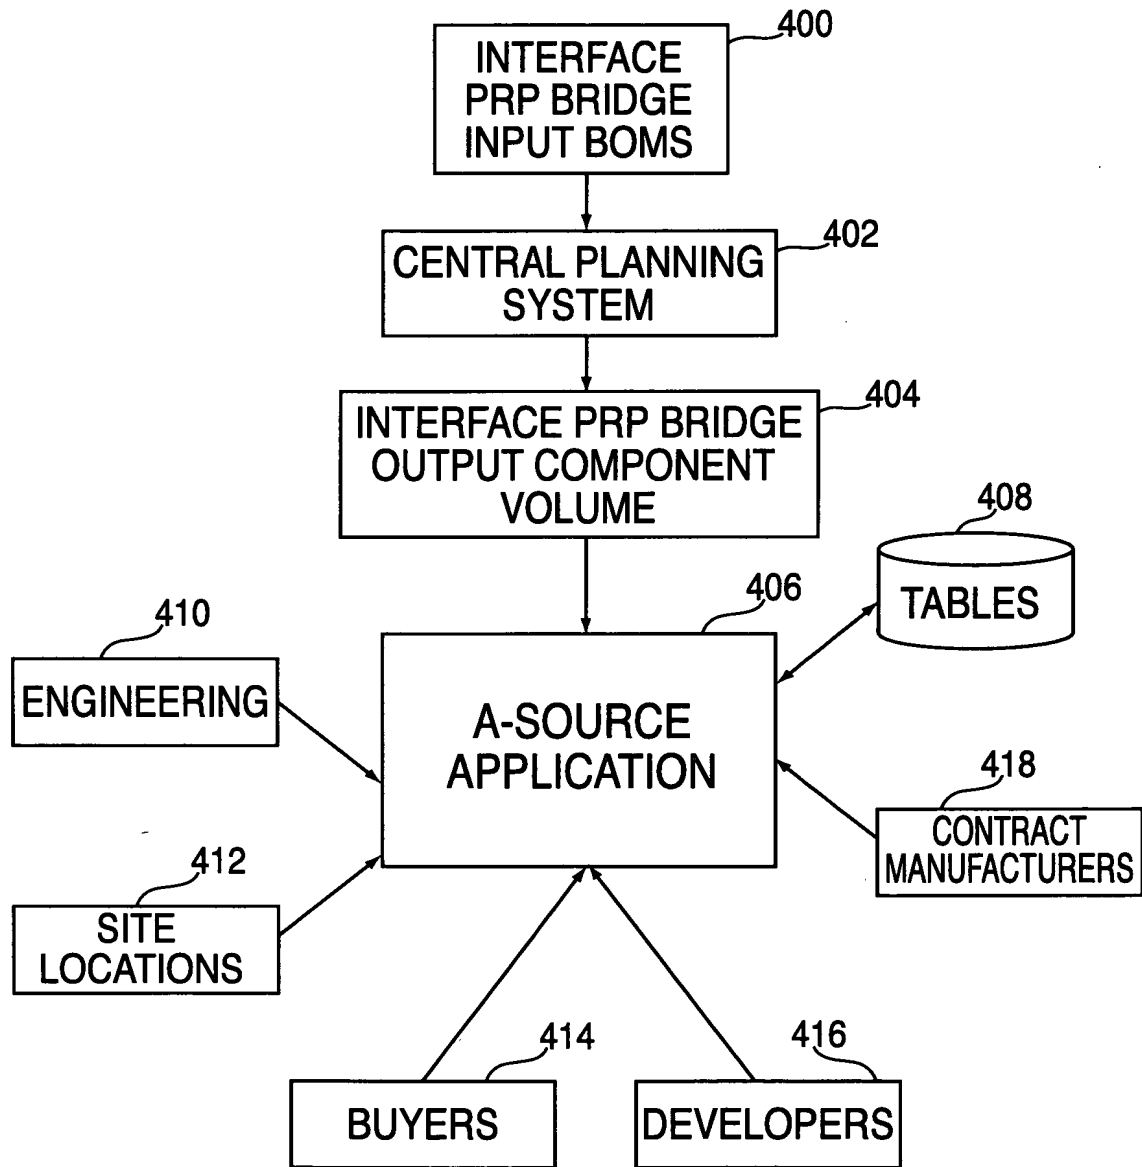 400
INTERFACE
PRP BRIDGE
INPUT BOMS
402
CENTRAL PLANNING
SYSTEM
404
INTERFACE PRP BRIDGE
OUTPUT COMPONENT
VOLUME
408
TABLES
406
A-SOURCE
APPLICATION
410
ENGINEERING
418
CONTRACT
MANUFACTURERS
412
SITE
LOCATIONS
414
BUYERS
416
DEVELOPERS